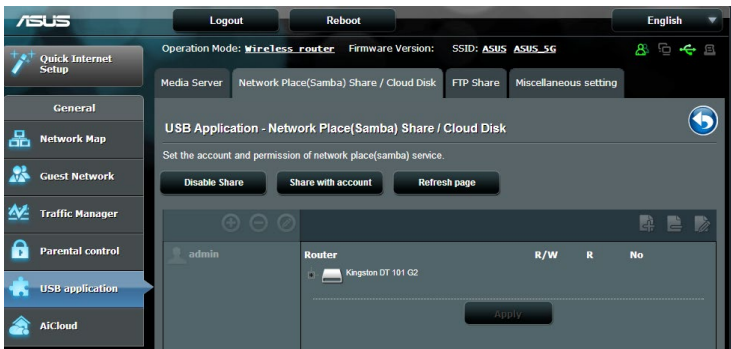 ASUS Logout Reboot English
Operation Mode: Wireless router Firmware Version: SSID: ASUS ASUS_5G
Quick Internet
Setup
General
Network Map
Guest Network
Traffic Manager
Parental control
USB application
AiCloud
Media Server Network Place(Samba) Share / Cloud Disk FTP Share Miscellaneous setting
USB Application - Network Place(Samba) Share / Cloud Disk
Set the account and permission of network place(samba) service.
Disable Share Share with account Refresh page
admin
Router R/W R No
Kingston DT 101 G2
Apply